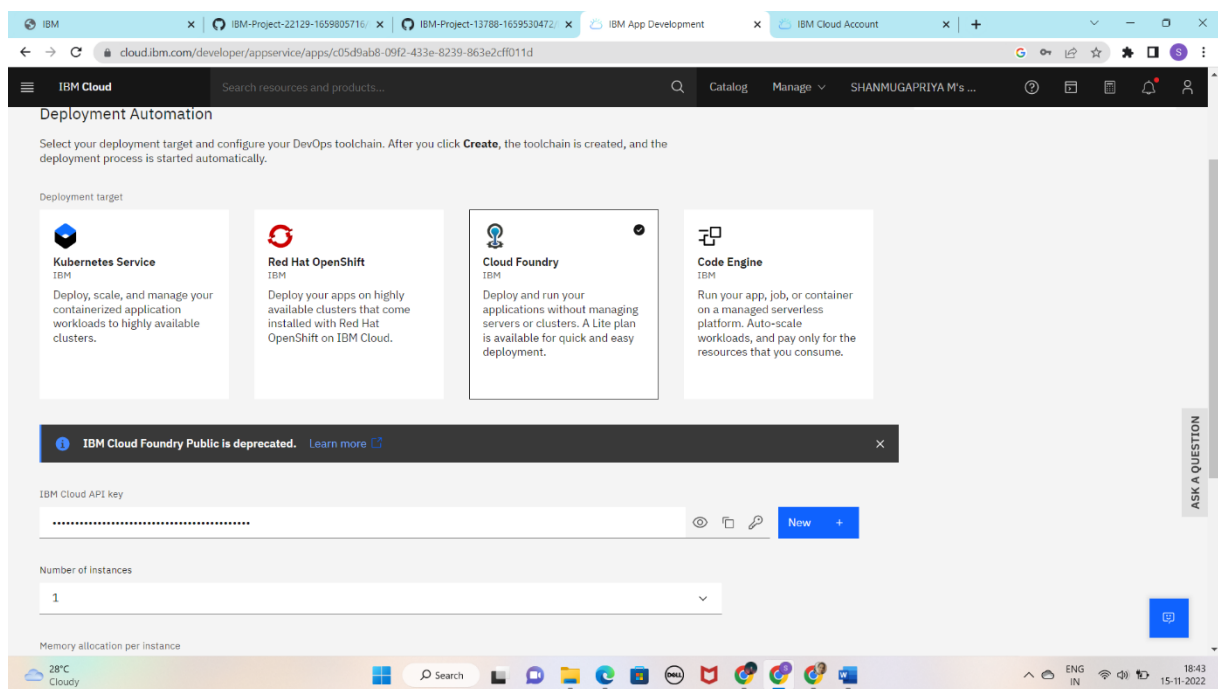 IBM
IBM-Project-22129-1659805716/
IBM-Project-13788-1659530472/
IBM App Development
IBM Cloud Account
cloud.ibm.com/developer/appservice/apps/c05d9ab8-09f2-433e-8239-863e2cff011d
S
IBM Cloud
Search resources and products...
Catalog
Manage
SHANMUGAPRIYA M's ...
Deployment Automation
Select your deployment target and configure your DevOps toolchain. After you click Create, the toolchain is created, and the
deployment process is started automatically.
Deployment target
Kubernetes Service
IBM
Deploy, scale, and manage your
containerized application
workloads to highly available
clusters.
Red Hat OpenShift
IBM
Deploy your apps on highly
available clusters that come
installed with Red Hat
OpenShift on IBM Cloud.
Cloud Foundry
IBM
Deploy and run your
applications without managing
servers or clusters. A Lite plan
is available for quick and easy
deployment.
Code Engine
IBM
Run your app, job, or container
on a managed serverless
platform. Auto-scale
workloads, and pay only for the
resources that you consume.
IBM Cloud Foundry Public is deprecated. Learn more
ASK A QUESTION
IBM Cloud API key
New +
Number of instances
1
Memory allocation per instance
28°C
Cloudy
Search
DELL
ENG
IN
18:43
15-11-2022